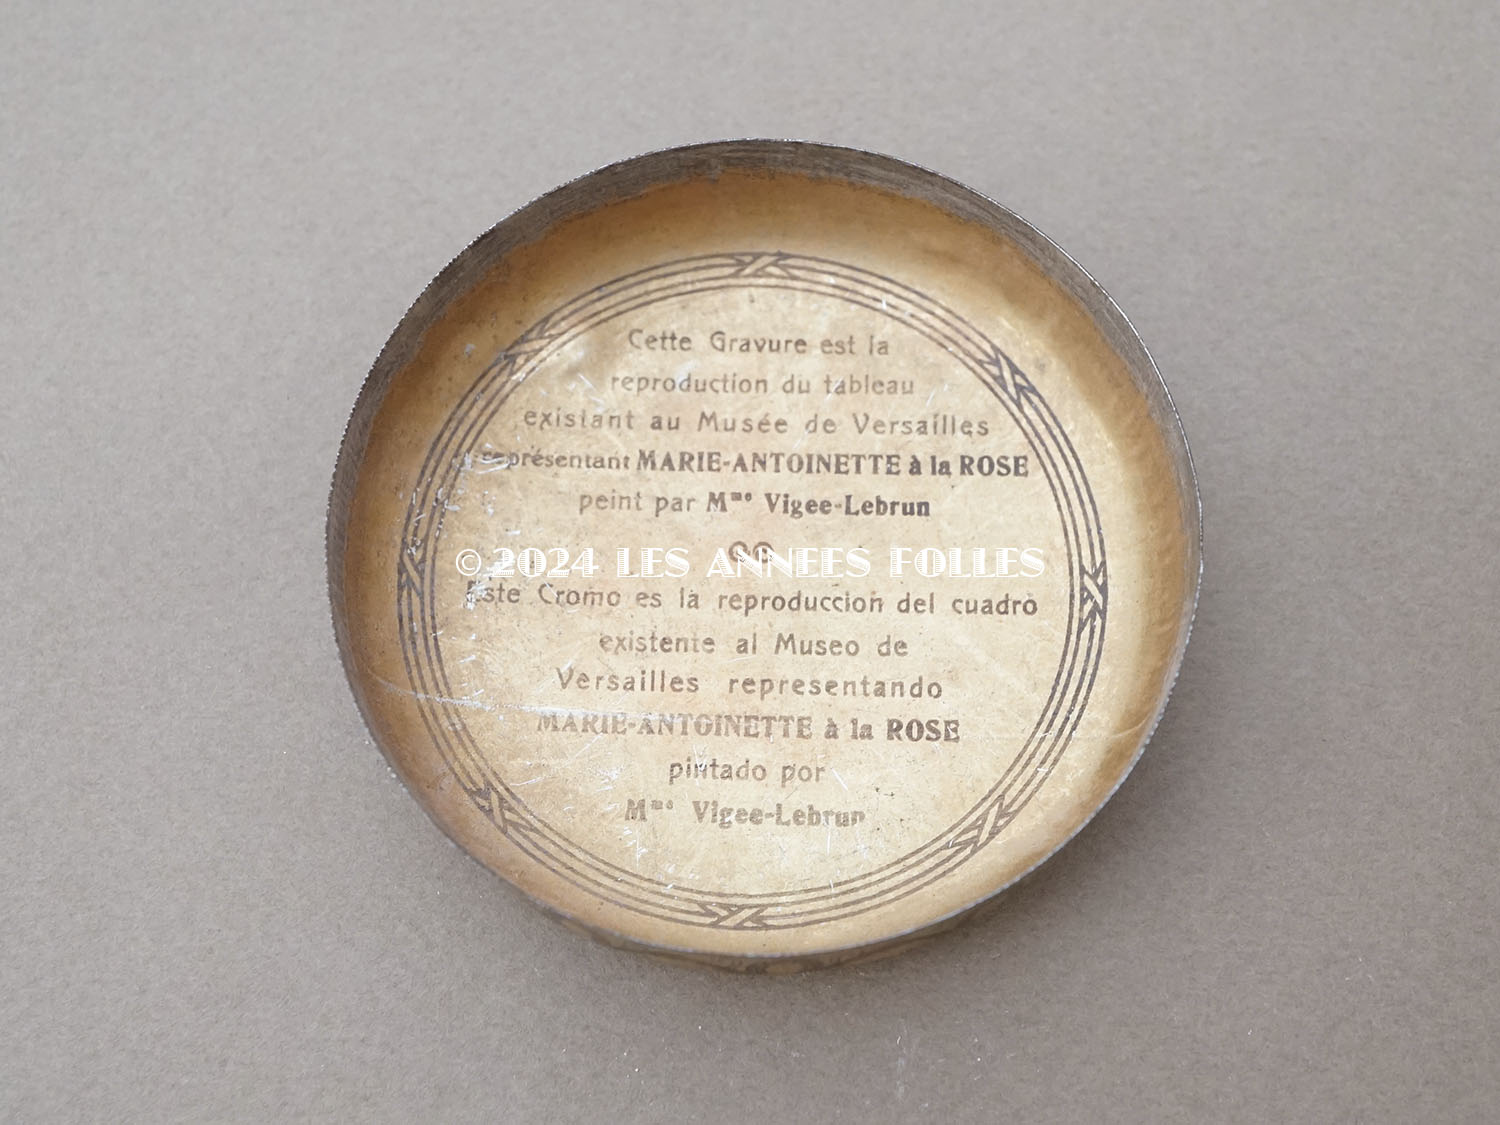 Cette Gravure est la
reproduction du tableau
existant au Musée de Versailles
représentant MARIE-ANTOINETTE à la ROSE
peint par Mme Vigee-Lebrun
©2024 LES ANNEES FOLLES
Este Cromo es la reproduccion del cuadro
existente al Museo de
Versailles representando
MARIE-ANTOINETTE à la ROSE
pintado por
Mme Vigee-Lebrun